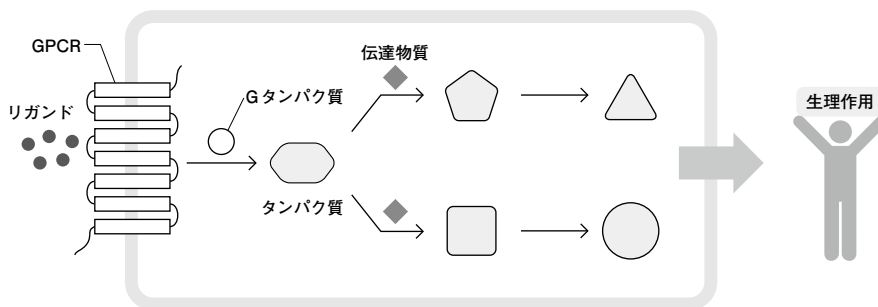 GPCR
リガンド
Gタンパク質
タンパク質
伝達物質
生理作用